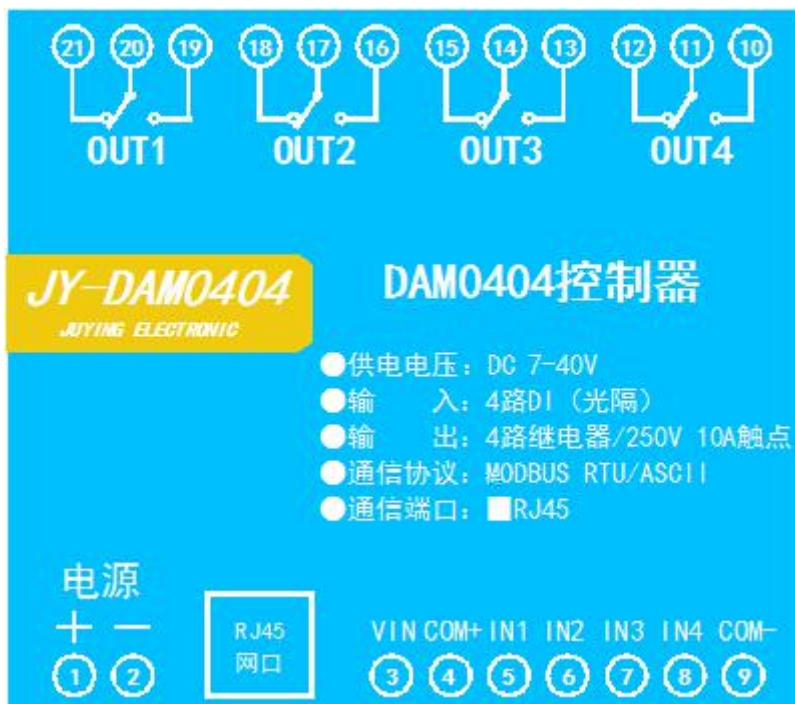 21 20 19 18 17 16 15 14 13 12 11 10
OUT1 OUT2 OUT3 OUT4
JY-DAM0404
JUYING ELECTRONIC
DAM0404控制器
●供电电压：DC 7-40V
●输　　入：4路DI（光隔）
●输　　出：4路继电器/250V 10A触点
●通信协议：MODBUS RTU/ASCII
●通信端口：■RJ45
电源
+ −
1 2
RJ45
网口
VIN COM+ IN1 IN2 IN3 IN4 COM-
3 4 5 6 7 8 9